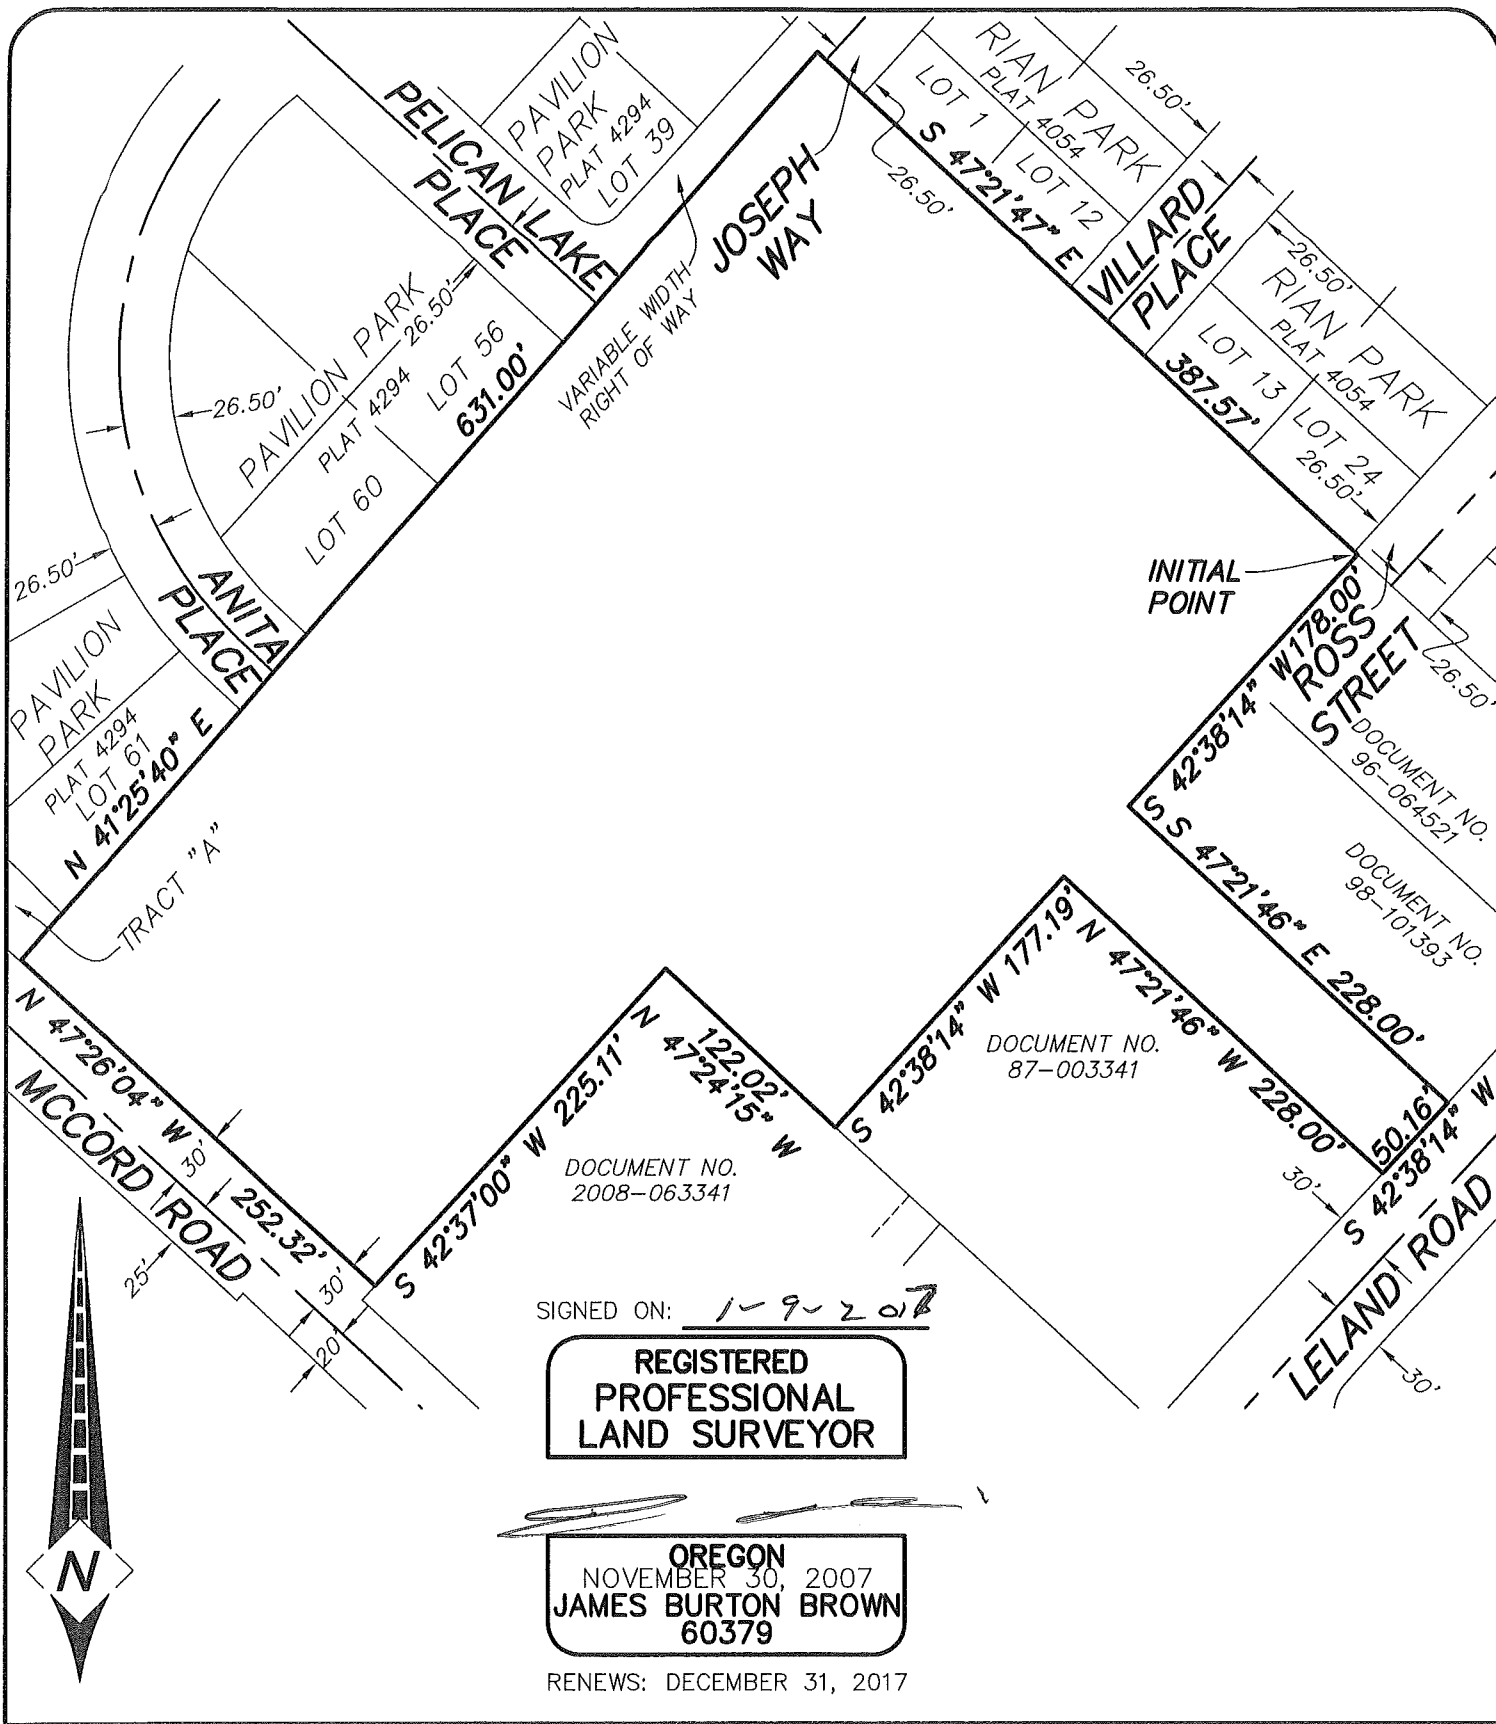 PAVILION
PARK
PLAT 4294
LOT 39
PELICAN LAKE
PLACE
RIAN PARK
PLAT 4054
LOT 1
LOT 12
26.50'
26.50'
S 47°21'47" E
387.57'
JOSEPH
WAY
VARIABLE WIDTH
RIGHT OF WAY
VILLARD
PLACE
26.50'
RIAN PARK
PLAT 4054
LOT 13
LOT 24
26.50'
PAVILION PARK
PLAT 4294
26.50'
LOT 56
LOT 60
631.00'
26.50'
26.50'
ANITA
PLACE
PAVILION
PARK
PLAT 4294
LOT 61
N 41°25'40" E
TRACT "A"
INITIAL
POINT
S 42°38'14" W 178.00'
ROSS
STREET
26.50'
DOCUMENT NO.
96-064521
DOCUMENT NO.
98-101393
S 47°21'46" E 228.00'
N 47°26'04" W
252.32'
MCCORD ROAD
30'
30'
25'
20'
S 42°37'00" W 225.11'
122.02'
N 47°24'15" W
DOCUMENT NO.
2008-063341
S 42°38'14" W 177.19'
N 47°21'46" W 228.00'
DOCUMENT NO.
87-003341
50.16'
S 42°38'14" W
30'
LELAND ROAD
30'
N
SIGNED ON:
REGISTERED
PROFESSIONAL
LAND SURVEYOR
OREGON
NOVEMBER 30, 2007
JAMES BURTON BROWN
60379
RENEWS: DECEMBER 31, 2017